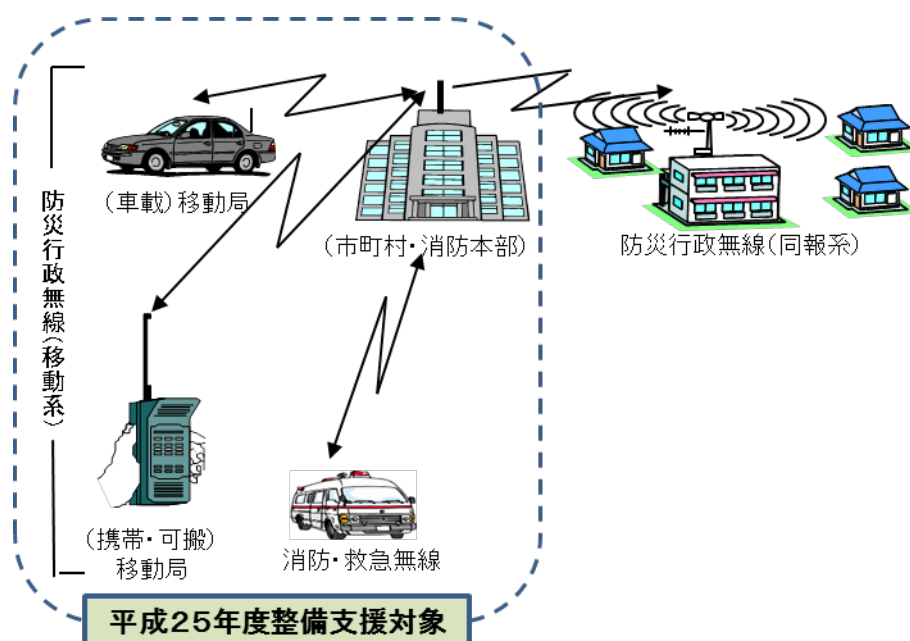 防災行政無線(移動系)
(車載)移動局
(市町村・消防本部)
防災行政無線(同報系)
(携帯・可搬)
移動局
消防・救急無線
平成25年度整備支援対象